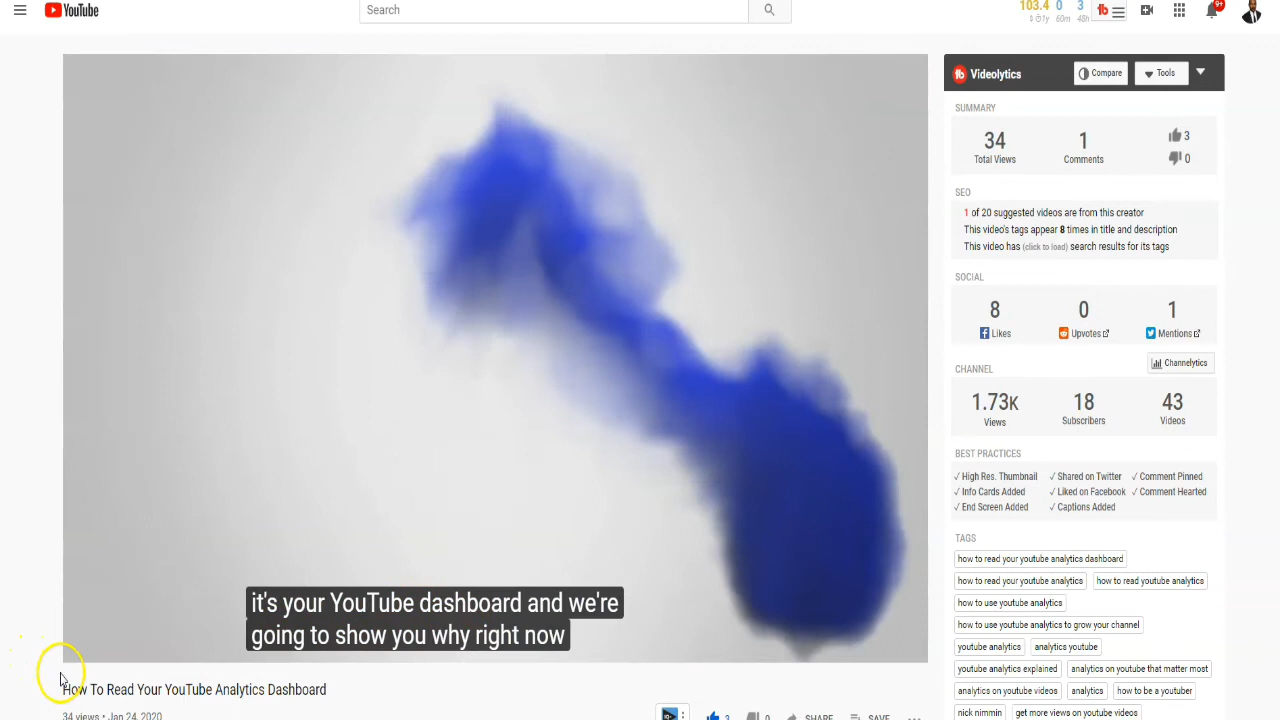 YouTube
Search
103.4 0 3
1y 60m 48h
9+
Videolytics Compare Tools
SUMMARY
34 1 3
Total Views Comments 0
SEO
1 of 20 suggested videos are from this creator
This video's tags appear 8 times in title and description
This video has (click to load) search results for its tags
SOCIAL
8 0 1
Likes Upvotes Mentions
CHANNEL Channelytics
1.73K 18 43
Views Subscribers Videos
BEST PRACTICES
✓ High Res. Thumbnail ✓ Shared on Twitter ✓ Comment Pinned
✓ Info Cards Added ✓ Liked on Facebook ✓ Comment Hearted
✓ End Screen Added ✓ Captions Added
TAGS
how to read your youtube analytics dashboard
how to read your youtube analytics how to read youtube analytics
how to use youtube analytics
how to use youtube analytics to grow your channel
youtube analytics analytics youtube
youtube analytics explained analytics on youtube that matter most
analytics on youtube videos analytics how to be a youtuber
nick nimmin get more views on youtube videos
it's your YouTube dashboard and we're
going to show you why right now
How To Read Your YouTube Analytics Dashboard
34 views • Jan 24, 2020
3 0 SHARE SAVE